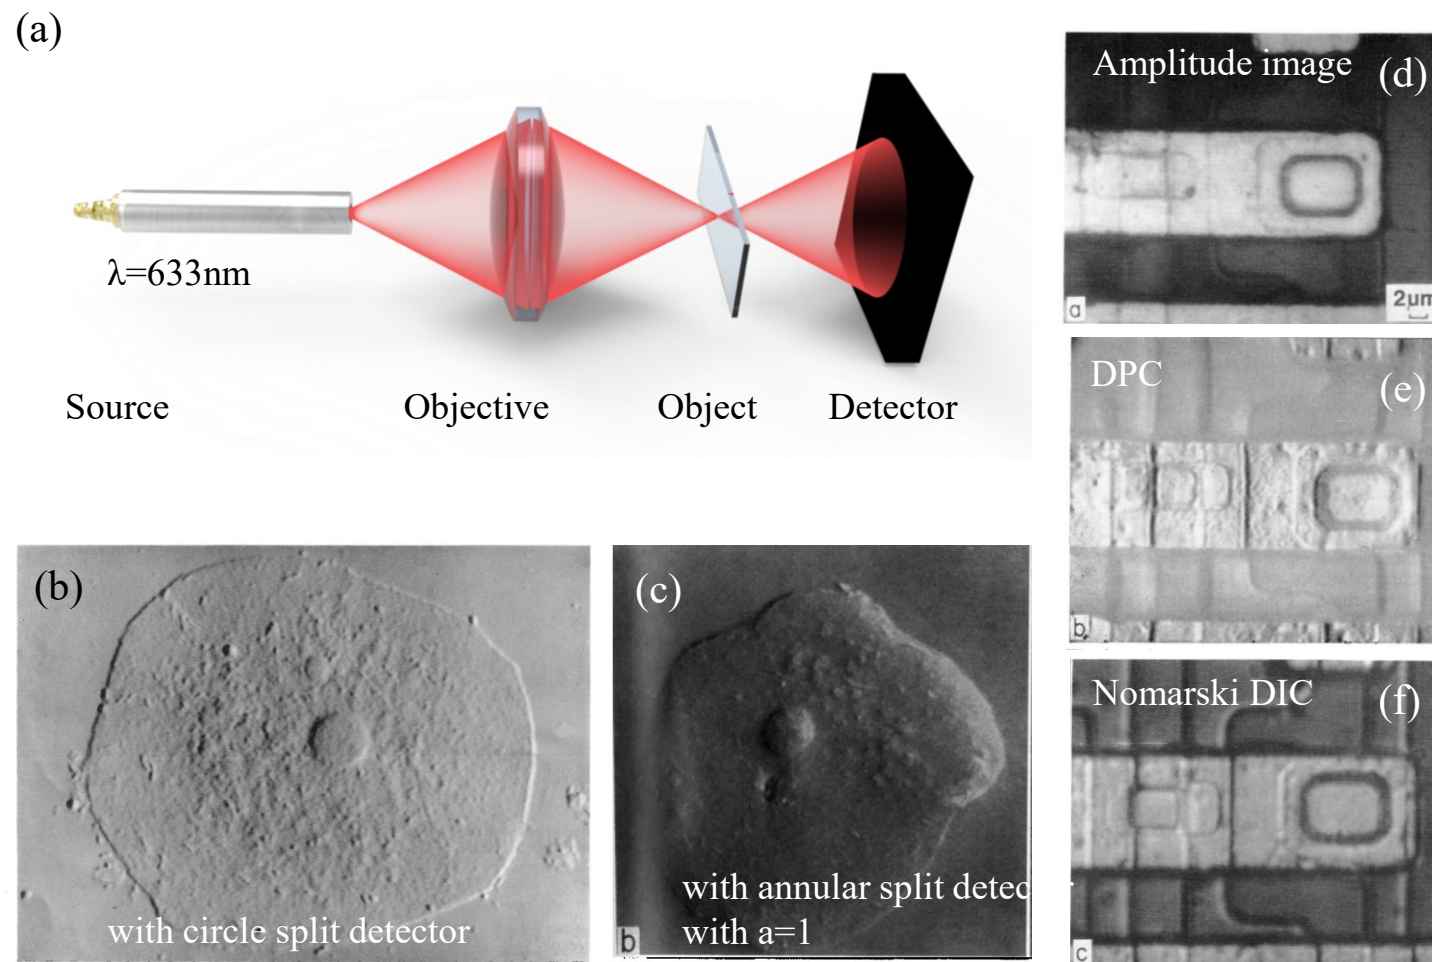 (a)
λ=633nm
Source
Objective
Object
Detector
(b)
with circle split detector
(c)
with annular split detec
with a=1
b
Amplitude image
(d)
2μm
a
DPC
(e)
b
Nomarski DIC
(f)
c